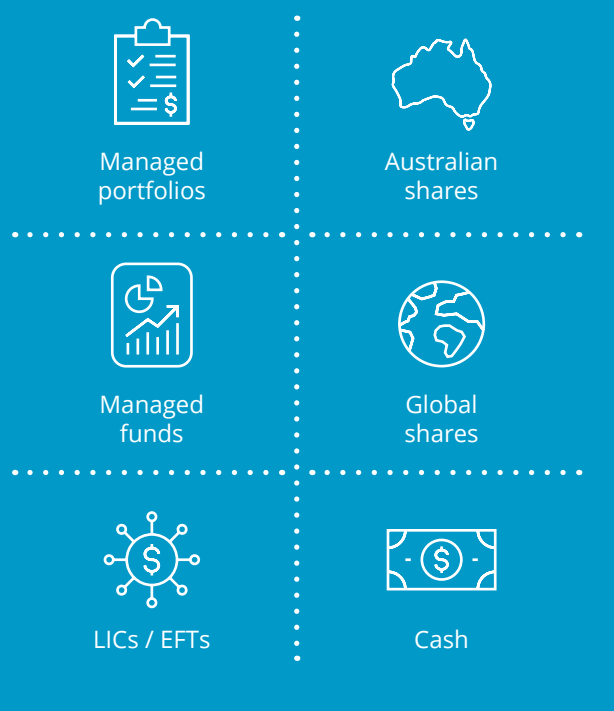 Managed
portfolios
Australian
shares
Managed
funds
Global
shares
LICs / EFTs
Cash